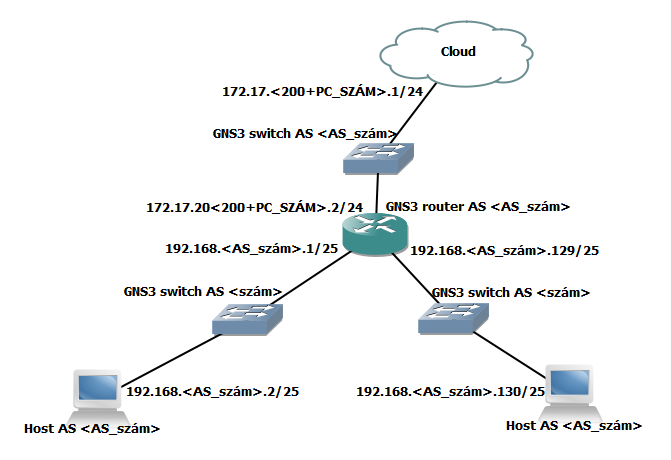 Cloud
172.17.<200+PC_SZÁM>.1/24
GNS3 switch AS <AS_szám>
172.17.20<200+PC_SZÁM>.2/24
GNS3 router AS <AS_szám>
192.168.<AS_szám>.1/25
192.168.<AS_szám>.129/25
GNS3 switch AS <szám>
GNS3 switch AS <szám>
192.168.<AS_szám>.2/25
192.168.<AS_szám>.130/25
Host AS <AS_szám>
Host AS <AS_szám>